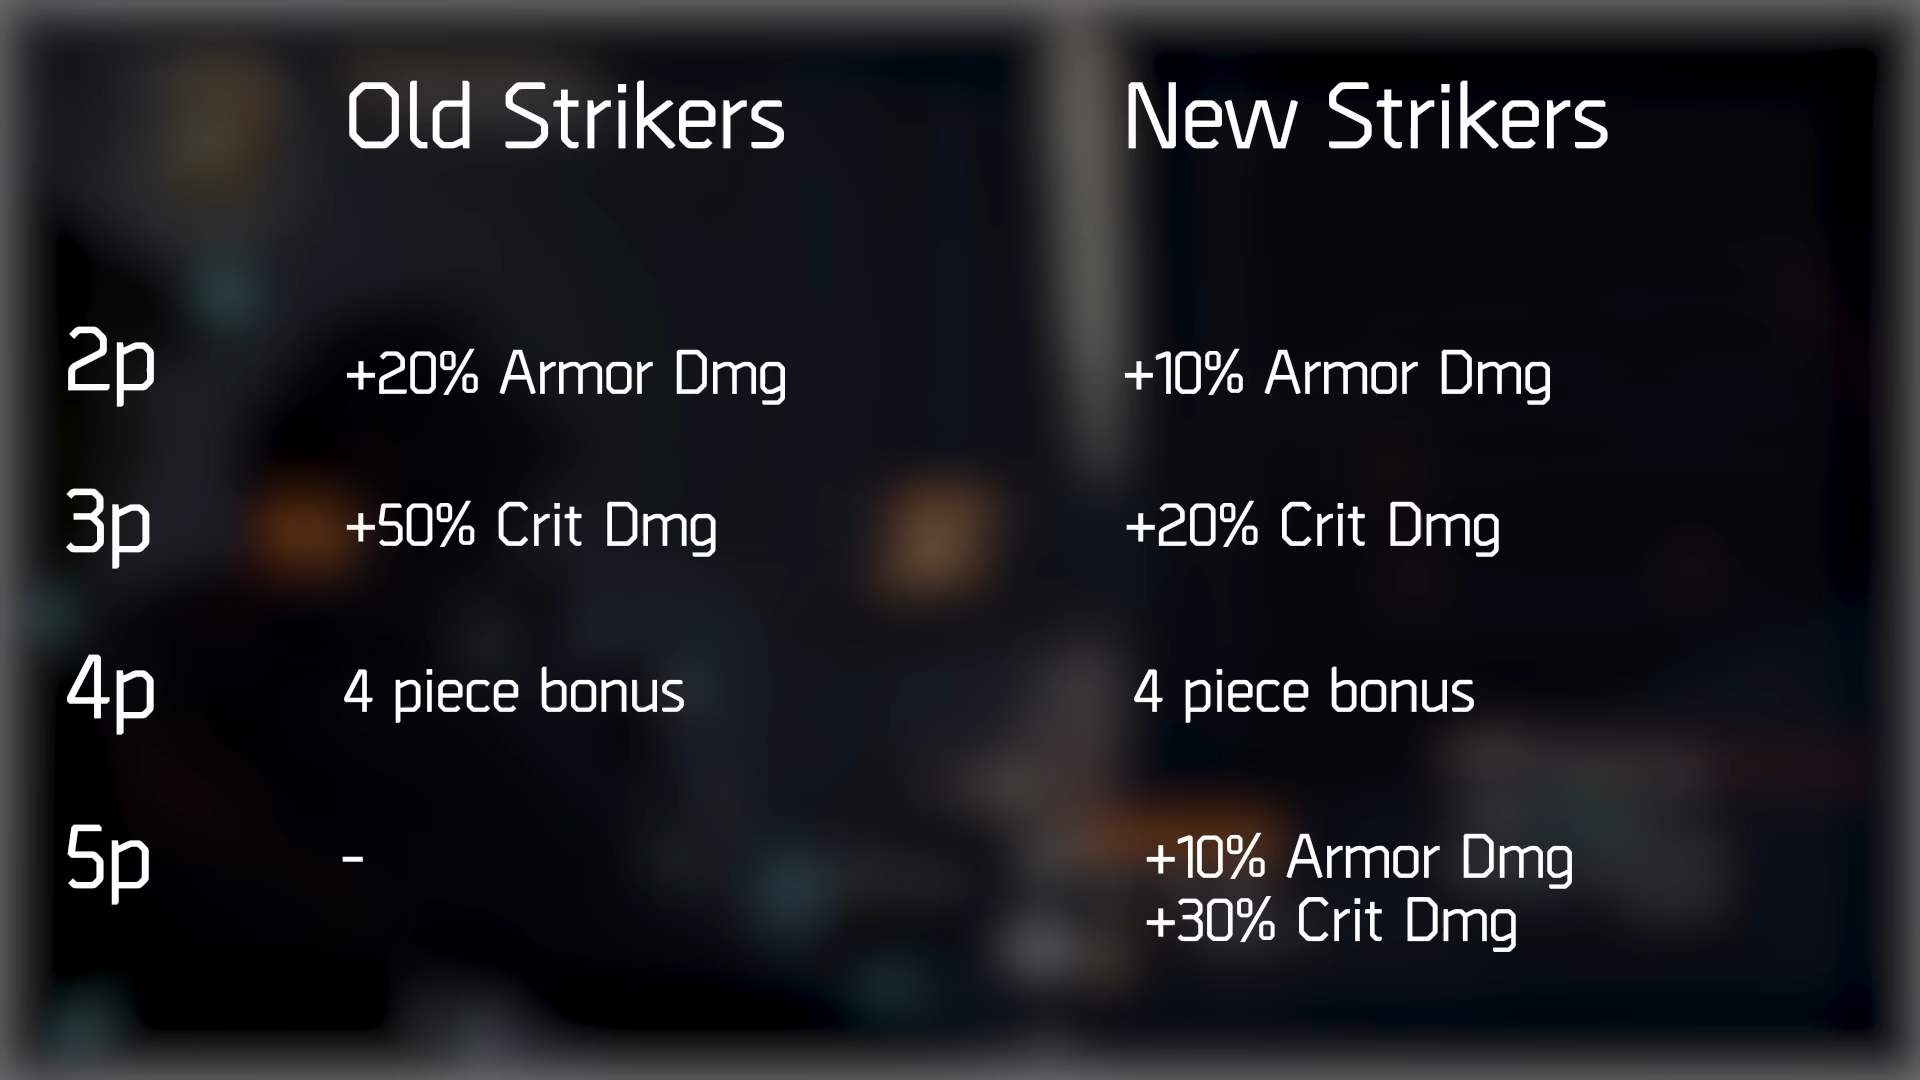 Old Strikers New Strikers
2p +20% Armor Dmg +10% Armor Dmg
3p +50% Crit Dmg +20% Crit Dmg
4p 4 piece bonus 4 piece bonus
5p - +10% Armor Dmg
+30% Crit Dmg